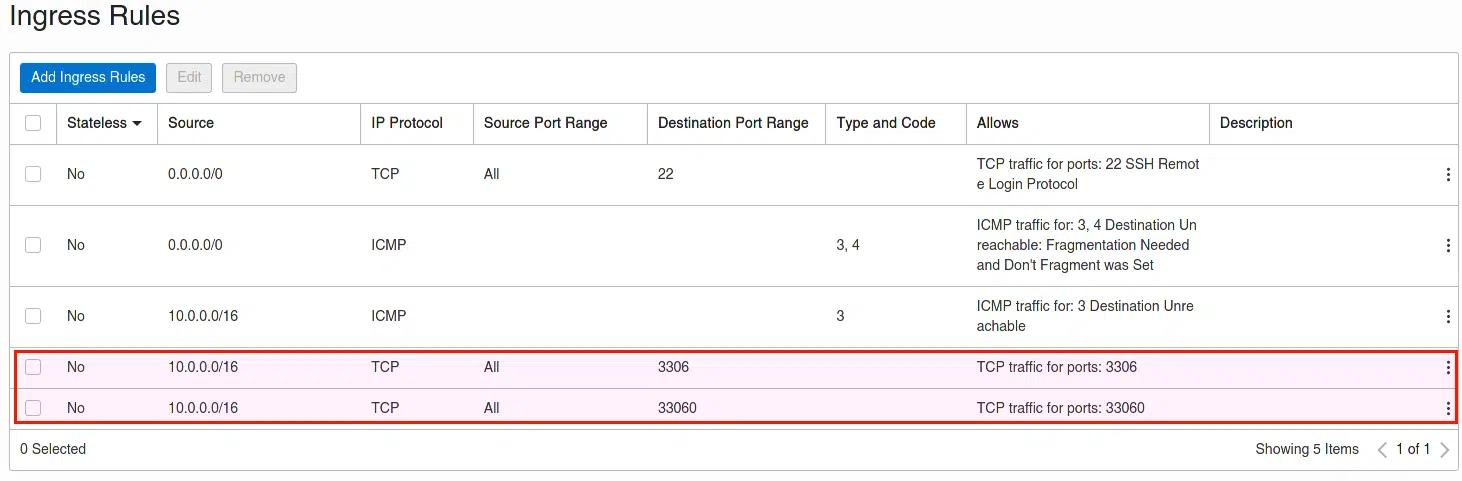 Ingress Rules
Add Ingress Rules Edit Remove
Stateless Source IP Protocol Source Port Range Destination Port Range Type and Code Allows Description
No 0.0.0.0/0 TCP All 22 TCP traffic for ports: 22 SSH Remot
e Login Protocol
No 0.0.0.0/0 ICMP 3, 4 ICMP traffic for: 3, 4 Destination Un
reachable: Fragmentation Needed
and Don't Fragment was Set
No 10.0.0.0/16 ICMP 3 ICMP traffic for: 3 Destination Unre
achable
No 10.0.0.0/16 TCP All 3306 TCP traffic for ports: 3306
No 10.0.0.0/16 TCP All 33060 TCP traffic for ports: 33060
0 Selected Showing 5 Items 1 of 1